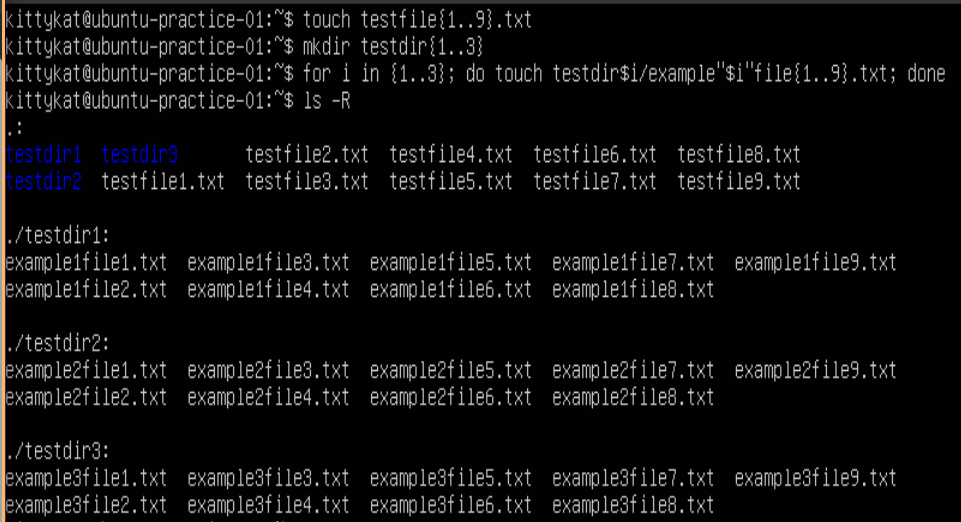 kittykat@ubuntu-practice-01:~$ touch testfile{1..9}.txt
kittykat@ubuntu-practice-01:~$ mkdir testdir{1..3}
kittykat@ubuntu-practice-01:~$ for i in {1..3}; do touch testdir$i/example"$i"file{1..9}.txt; done
kittykat@ubuntu-practice-01:~$ ls -R
.:
testdir1  testdir3      testfile2.txt  testfile4.txt  testfile6.txt  testfile8.txt
testdir2  testfile1.txt  testfile3.txt  testfile5.txt  testfile7.txt  testfile9.txt
./testdir1:
example1file1.txt  example1file3.txt  example1file5.txt  example1file7.txt  example1file9.txt
example1file2.txt  example1file4.txt  example1file6.txt  example1file8.txt
./testdir2:
example2file1.txt  example2file3.txt  example2file5.txt  example2file7.txt  example2file9.txt
example2file2.txt  example2file4.txt  example2file6.txt  example2file8.txt
./testdir3:
example3file1.txt  example3file3.txt  example3file5.txt  example3file7.txt  example3file9.txt
example3file2.txt  example3file4.txt  example3file6.txt  example3file8.txt